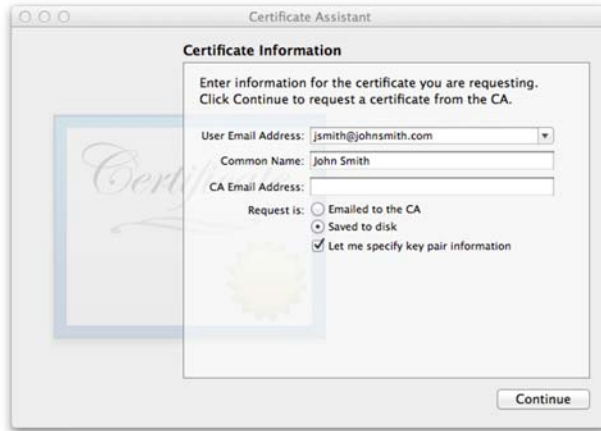 Certificate Assistant
Certificate Information
Enter information for the certificate you are requesting.
Click Continue to request a certificate from the CA.
User Email Address: jsmith@johnsmith.com
Common Name: John Smith
CA Email Address:
Request is: Emailed to the CA
Saved to disk
Let me specify key pair information
Certificate
Continue